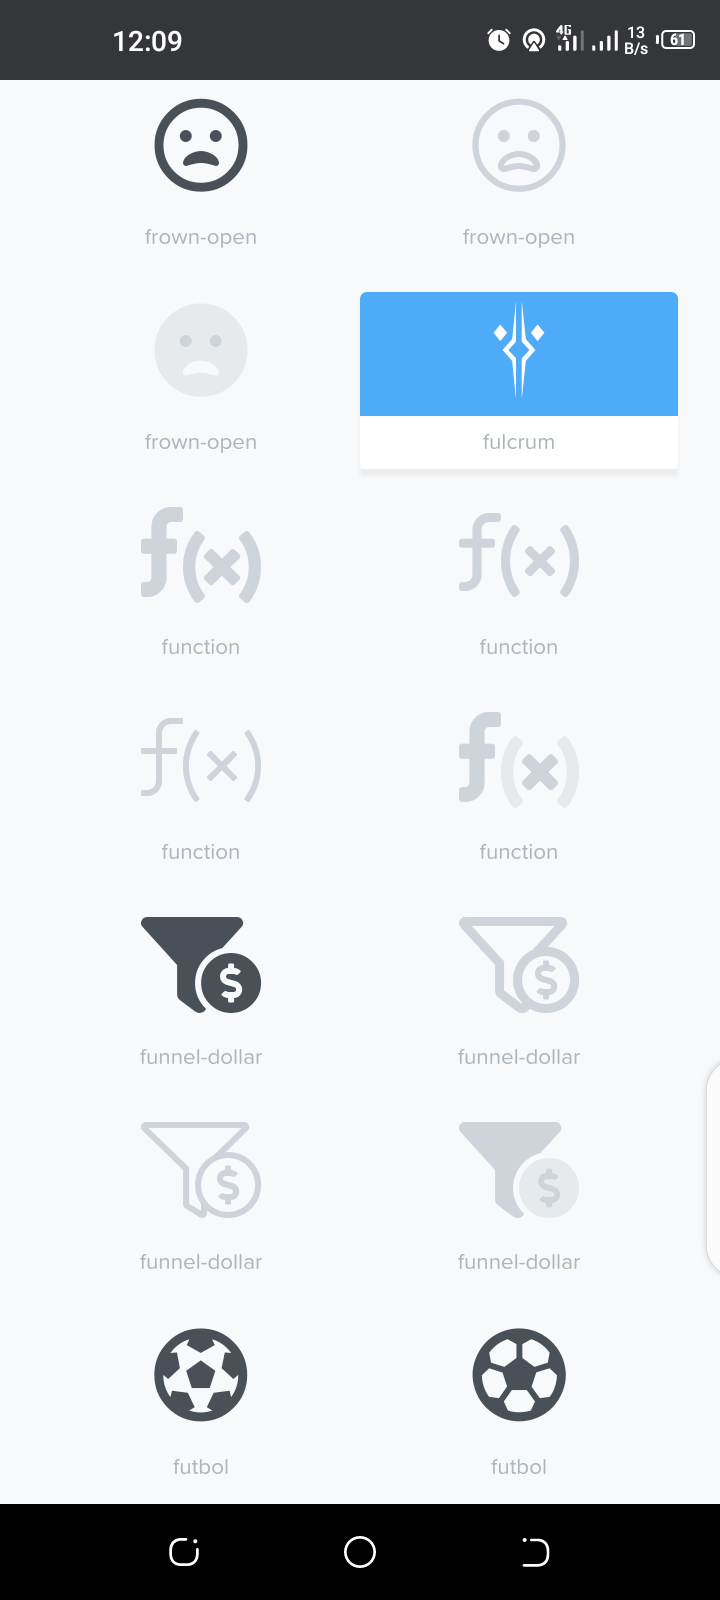 12:09
4G
13
B/s
61
frown-open
frown-open
frown-open
fulcrum
f(x)
f(x)
function
function
f(x)
f(x)
function
function
$
$
funnel-dollar
funnel-dollar
$
$
funnel-dollar
funnel-dollar
futbol
futbol